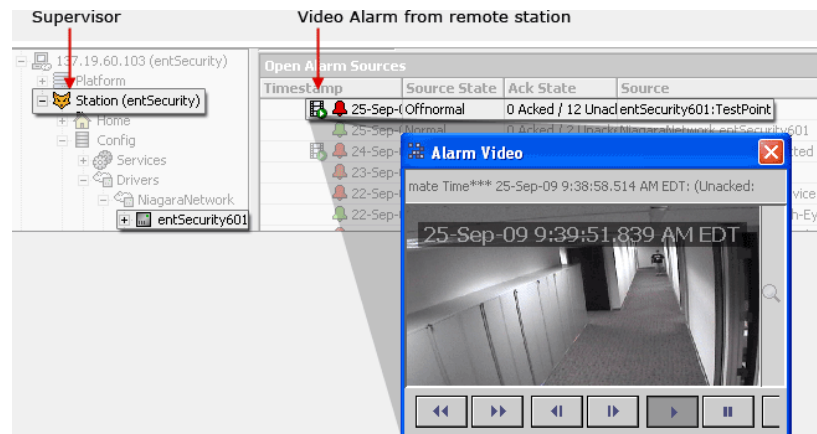 Supervisor
Video Alarm from remote station
137.19.60.103 (entSecurity)
Platform
Station (entSecurity)
Home
Config
Services
Drivers
NiagaraNetwork
entSecurity601
Open Alarm Sources
Timestamp Source State Ack State Source
25-Sep-0 Offnormal 0 Acked / 12 Unacl entSecurity601:TestPoint
25-Sep-0 Normal 0 Acked / 2 Unack NiagaraNetwork entSecurity601
24-Sep-
23-Sep-
22-Sep-
22-Sep-
Alarm Video
mate Time*** 25-Sep-09 9:38:58.514 AM EDT: (Unacked:
25-Sep-09 9:39:51.839 AM EDT